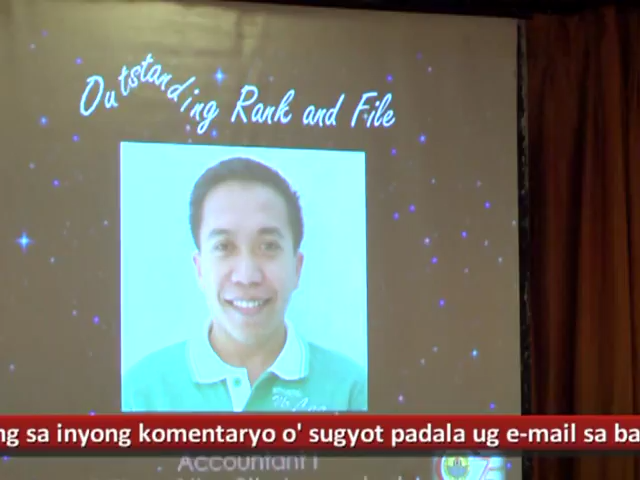 Outstanding Rank and File
ng sa inyong komentaryo o' sugyot padala ug e-mail sa ba
Accountant I